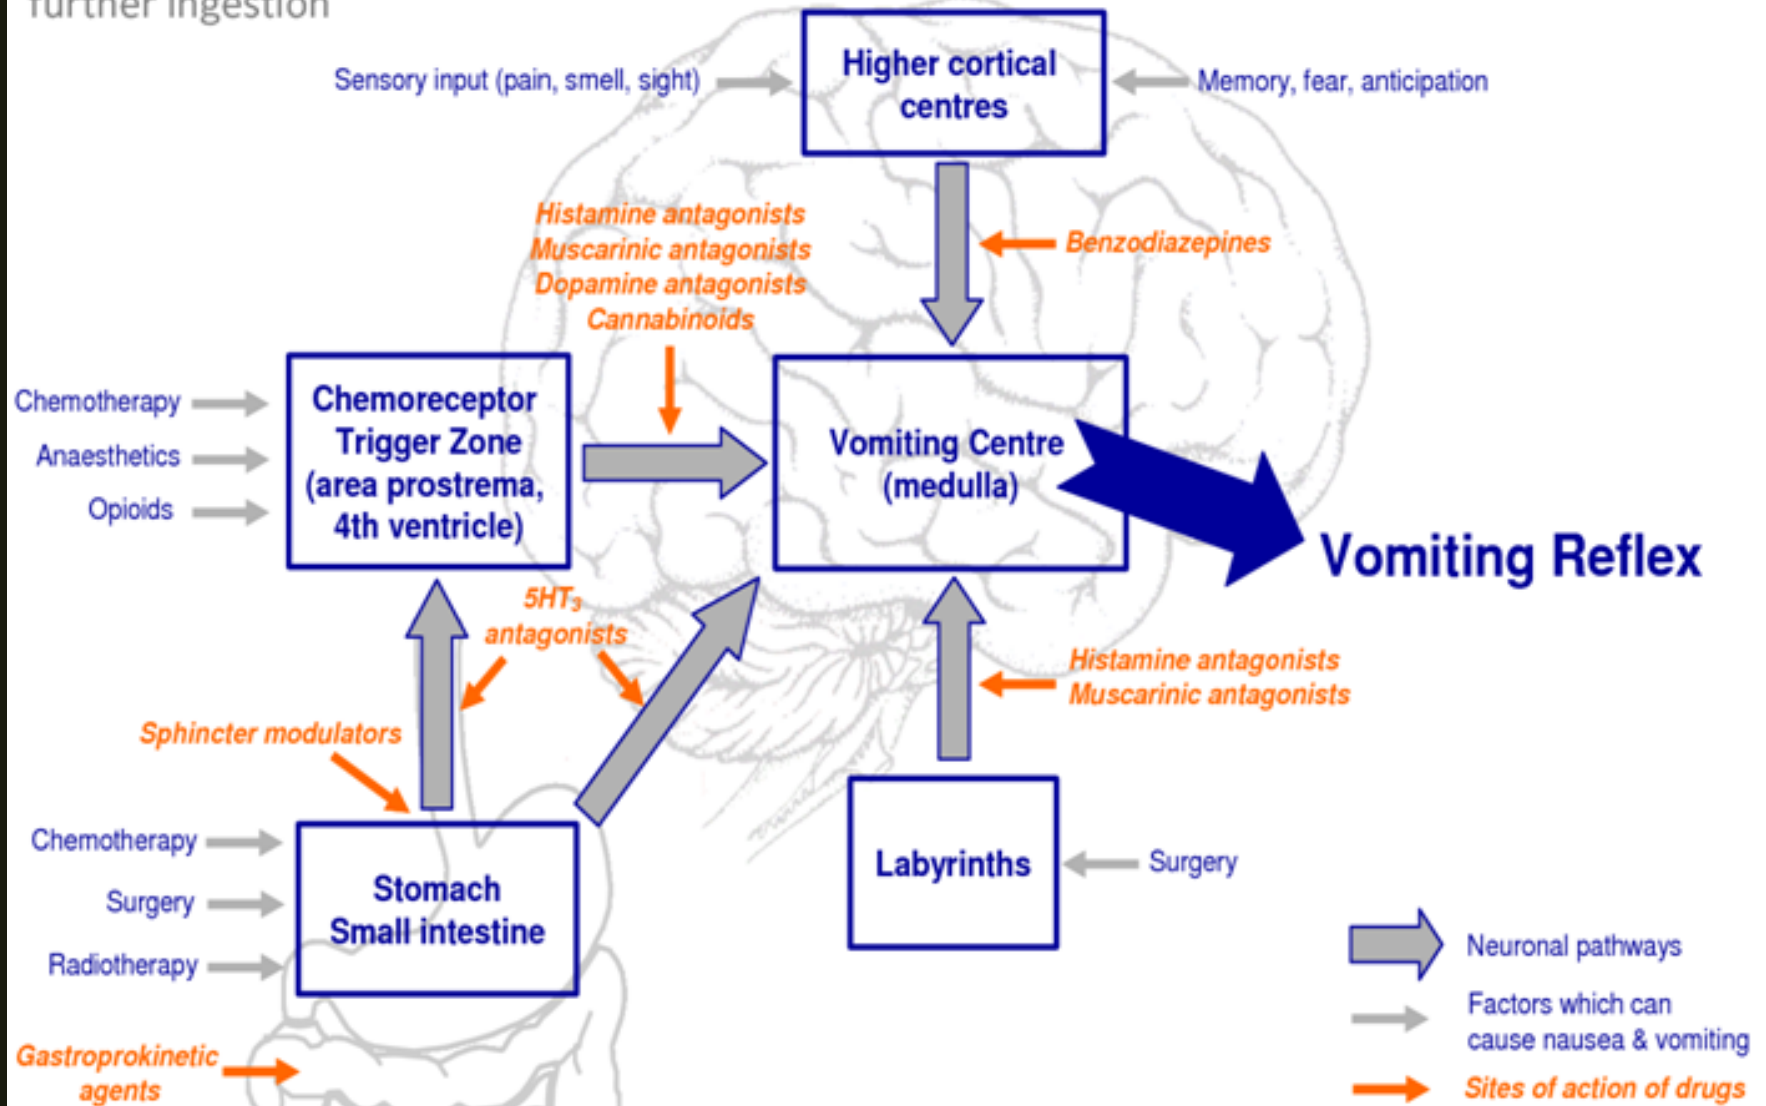 further ingestion
Higher cortical
centres
Sensory input (pain, smell, sight)
Memory, fear, anticipation
Histamine antagonists
Muscarinic antagonists
Dopamine antagonists
Cannabinoids
Benzodiazepines
Chemotherapy
Anaesthetics
Opioids
Chemoreceptor
Trigger Zone
(area prostrema,
4th ventricle)
Vomiting Centre
(medulla)
Vomiting Reflex
5HT₃
antagonists
Histamine antagonists
Muscarinic antagonists
Sphincter modulators
Chemotherapy
Surgery
Radiotherapy
Stomach
Small intestine
Labyrinths
Surgery
Gastroprokinetic
agents
Neuronal pathways
Factors which can
cause nausea & vomiting
Sites of action of drugs